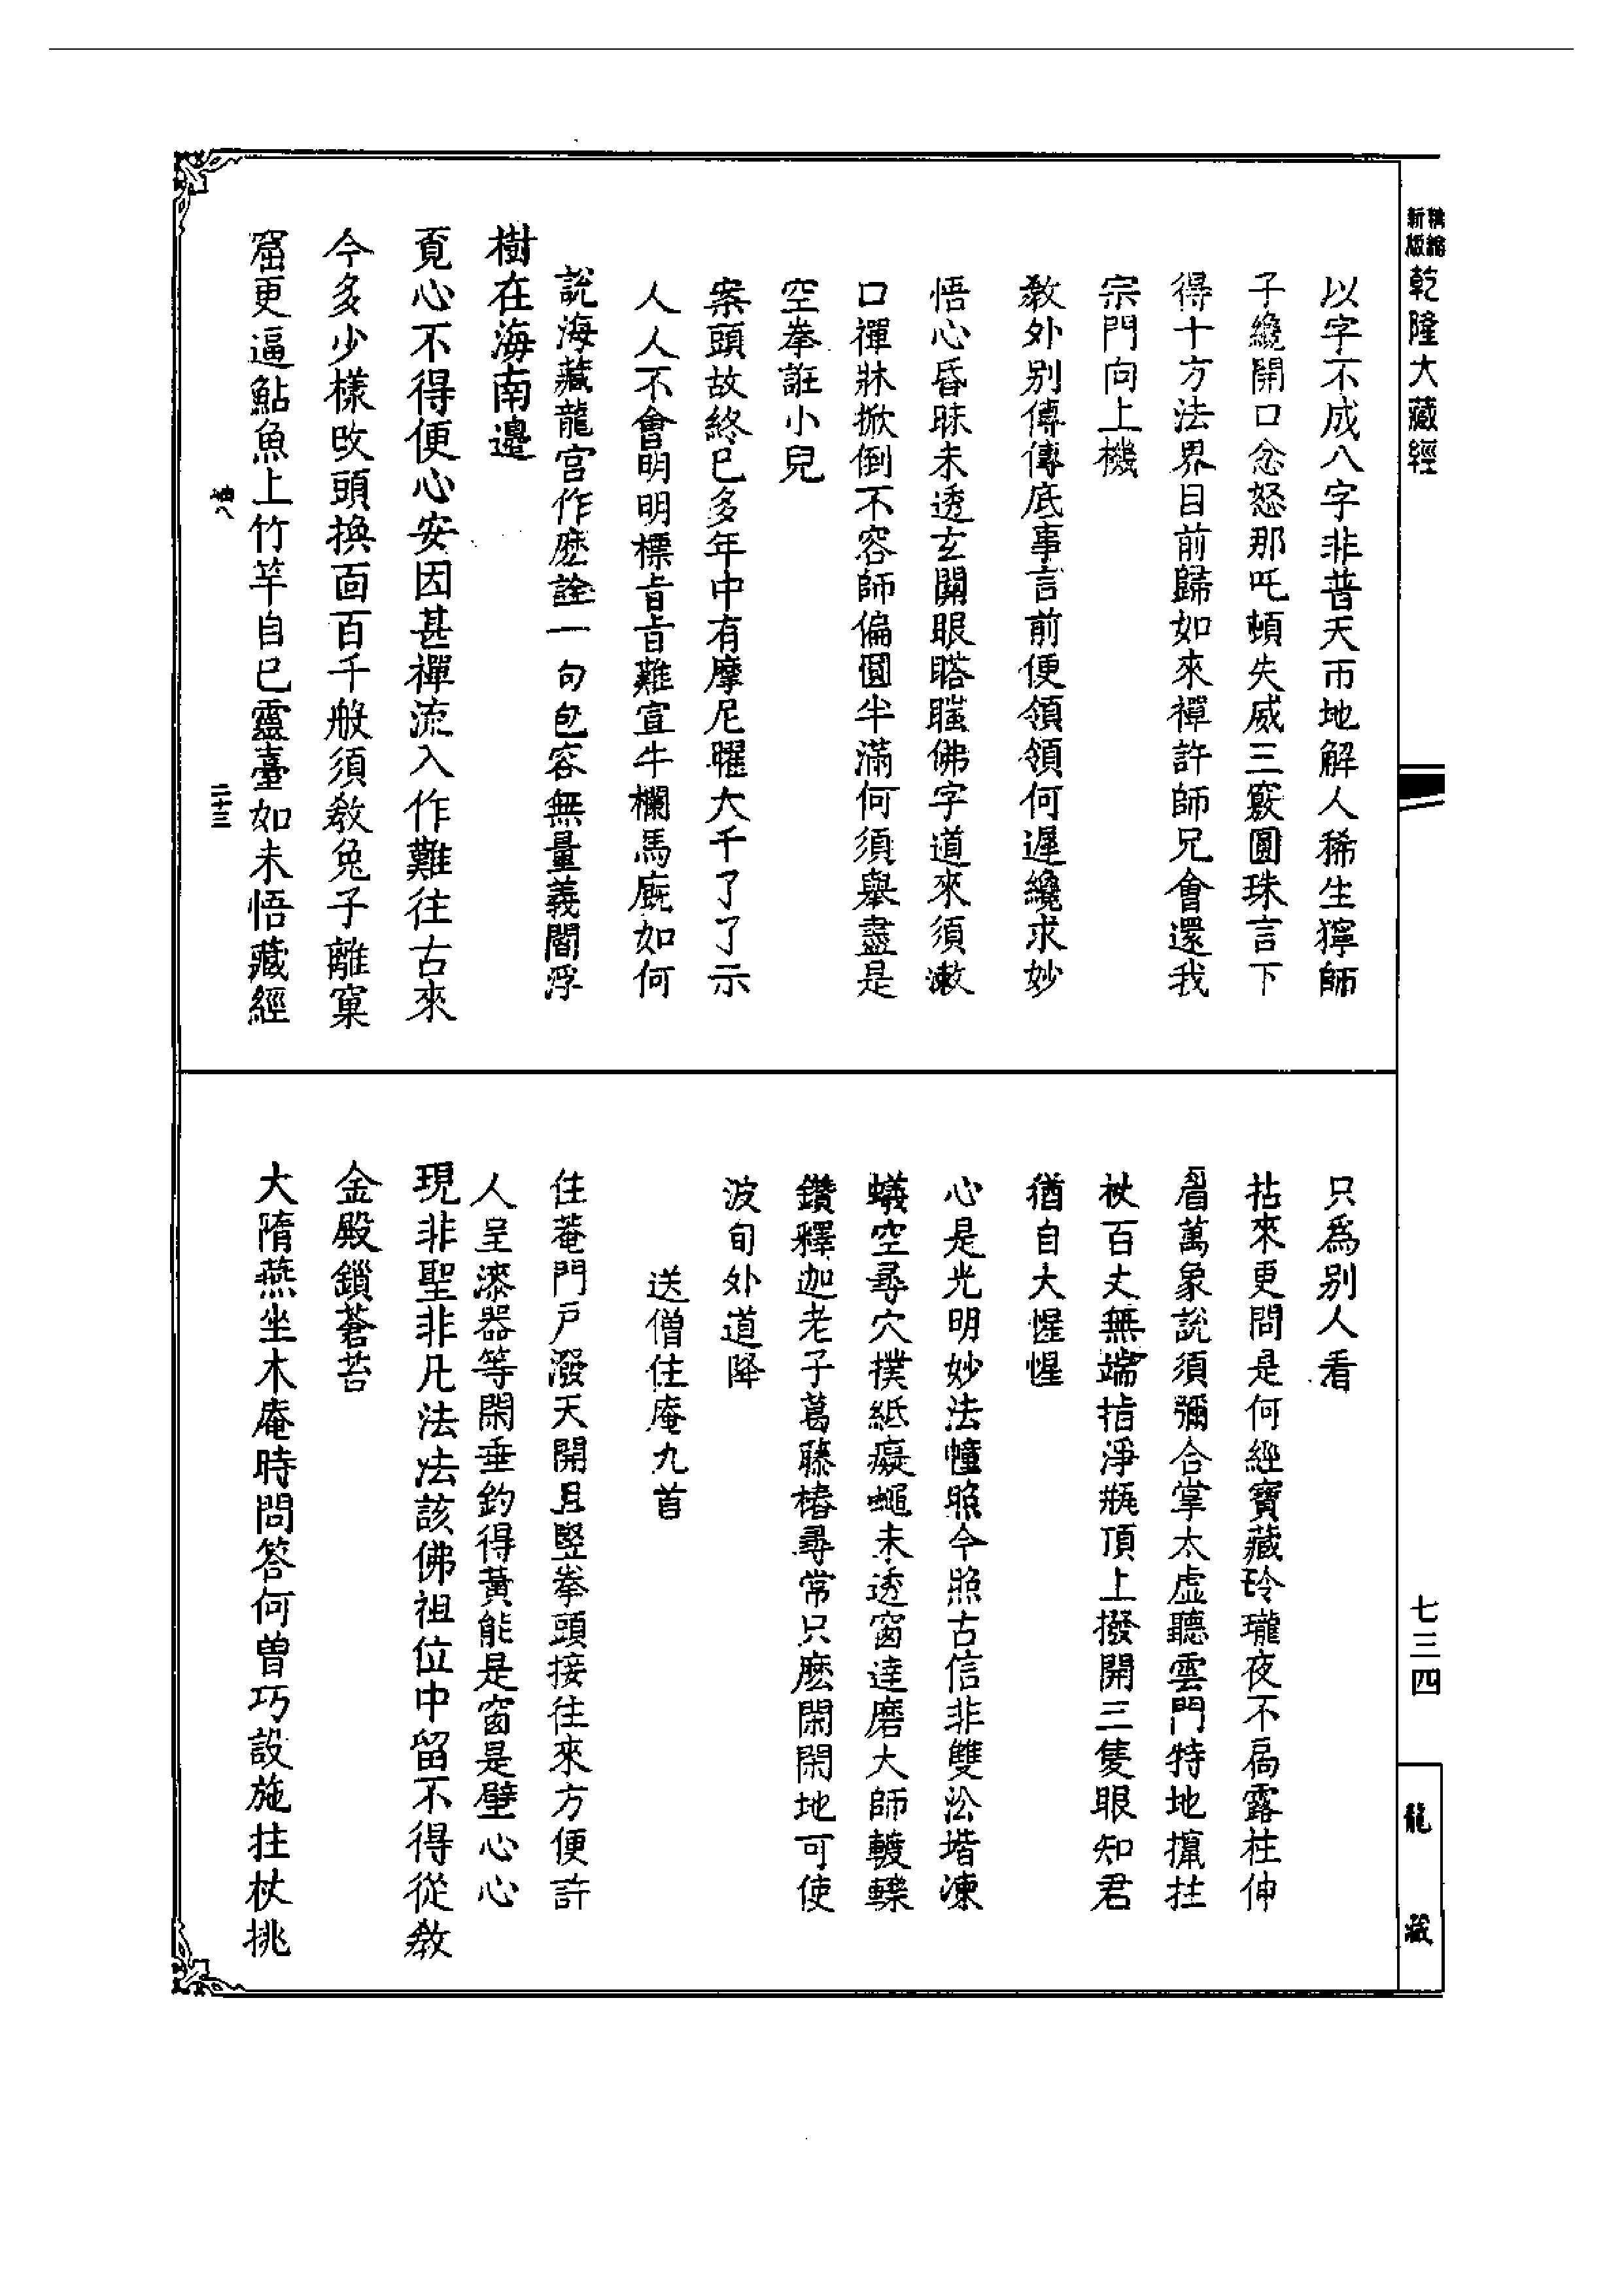 精縮
新版
乾隆大藏經
以字不成八字非普天帀地解人稀生獰師
子纔開口忿怒那吒頓失威三竅圓珠言下
得十方法界目前歸如來禪許師兄會還我
宗門向上機
教外別傳傳底事言前便領領何遲纔求妙
悟心昏昧未透玄關眼瞎佛字道來須漱
口禪牀掀倒不容師偏圓半滿何須舉盡是
空拳誑小兒
案頭故終已多年中有摩尼曜大千了了示
人人不會明明標旨旨難宣牛欄馬廄如何
說海藏龍宮作麽詮一句包容無量義閻浮
樹在海南邊
覔心不得便心安因甚禪流入作難往古來
今多少樣改頭換面百千般須教兔子離窠
窟更逼鮎魚上竹竿自己靈臺如未悟藏經
二十三
只為別人看
拈來更問是何經寶藏玲瓏夜不扃露柱伸
眉萬象說須彌合掌太虛聽雲門特地攛拄
杖百丈無端指淨瓶頂上撥開三隻眼知君
猶自大惺惺
心是光明妙法幢照今照古信非雙訟堦凍
蟻空尋穴撲紙癡蠅未透窗達磨大師轆轢
鑽釋迦老子葛藤樁尋常只麽閑閑地可使
波旬外道降
送僧住庵九首
住菴門戶潑天開且豎拳頭接往來方便許
人呈漆器等閑垂釣得黃能是窗是壁心心
現非聖非凡法法該佛祖位中留不得從教
金殿鎖蒼苔
大隋燕坐木庵時問答何曽巧設施拄杖挑
七三四
龍藏